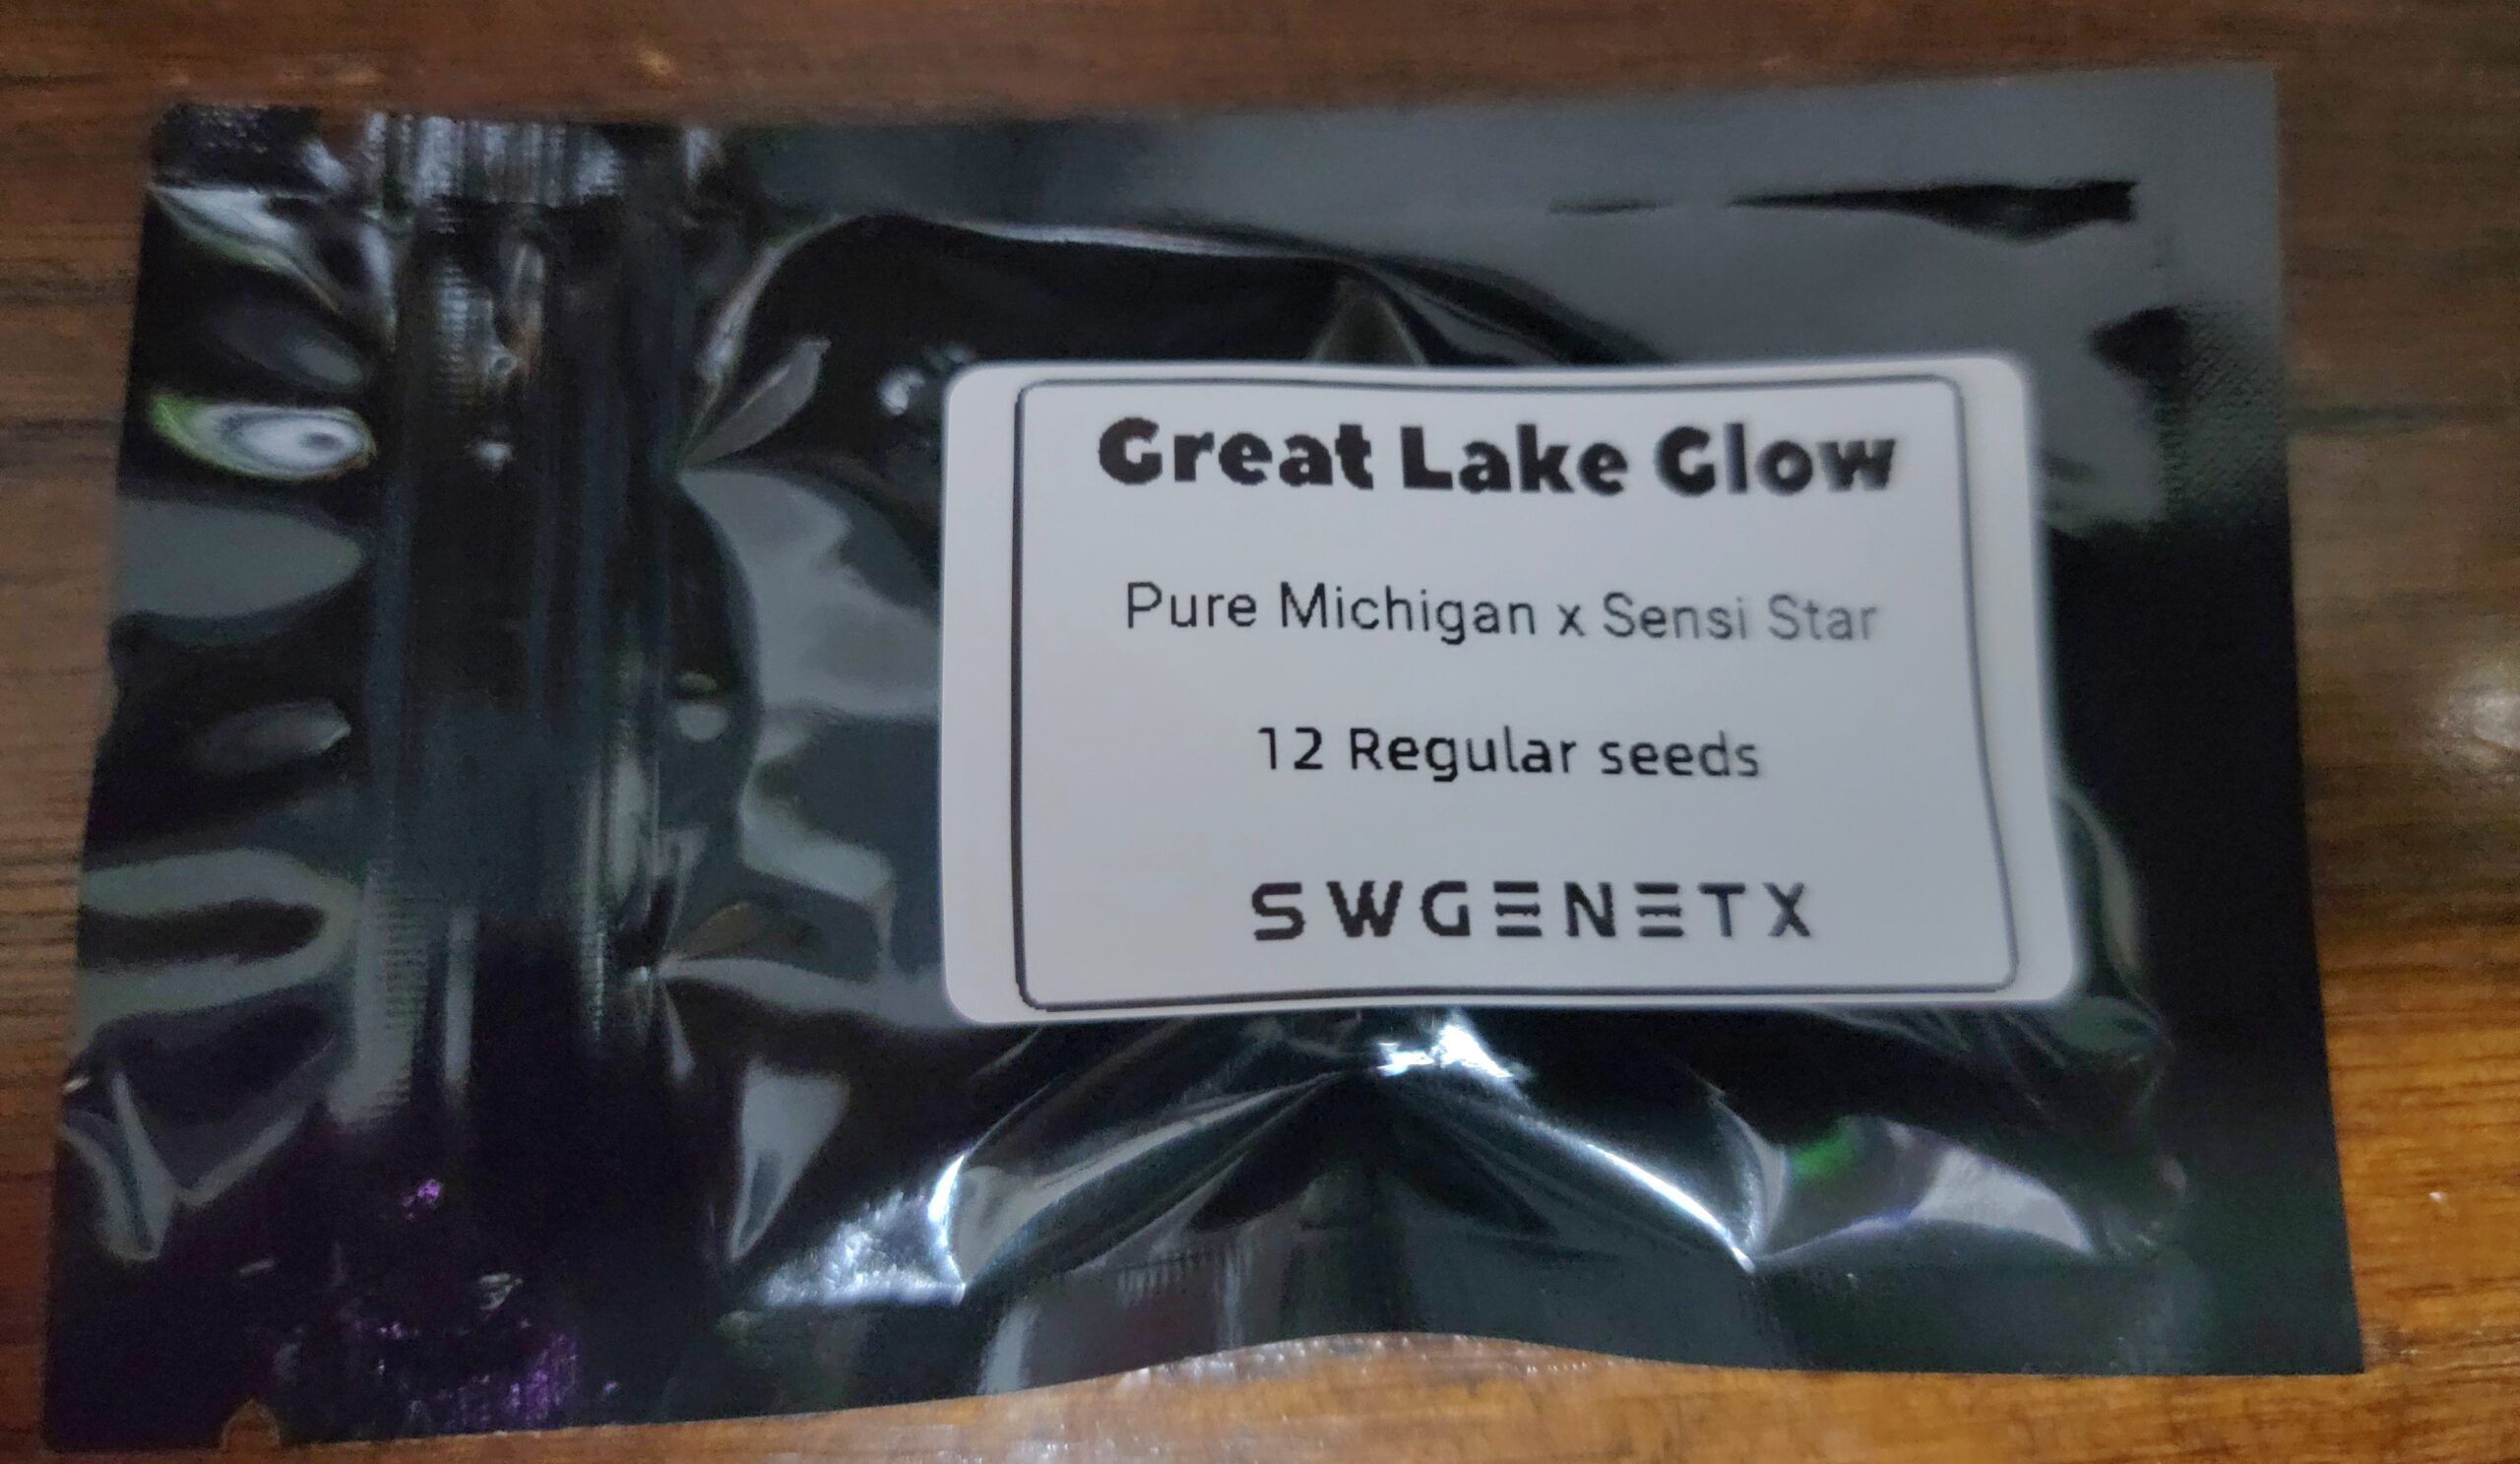 Great Lake Glow
Pure Michigan x Sensi Star
12 Regular seeds
SWGENETX